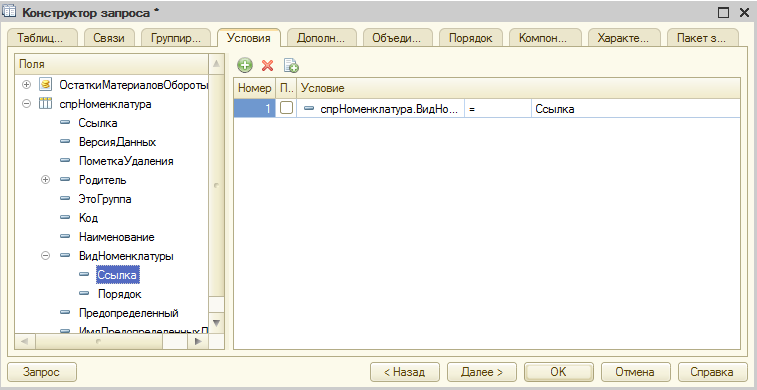 Конструктор запроса *
Таблиц... Связи Группир... Условия Дополн... Объеди... Порядок Компон... Характе... Пакет з...
Поля
ОстаткиМатериаловОбороты
спрНоменклатура
Ссылка
ВерсияДанных
ПометкаУдаления
Родитель
ЭтоГруппа
Код
Наименование
ВидНоменклатуры
Ссылка
Порядок
Предопределенный
ИмяПредопределенныхД
Номер П.. Условие
1 спрНоменклатура.ВидНо... = Ссылка
Запрос < Назад Далее > OK Отмена Справка